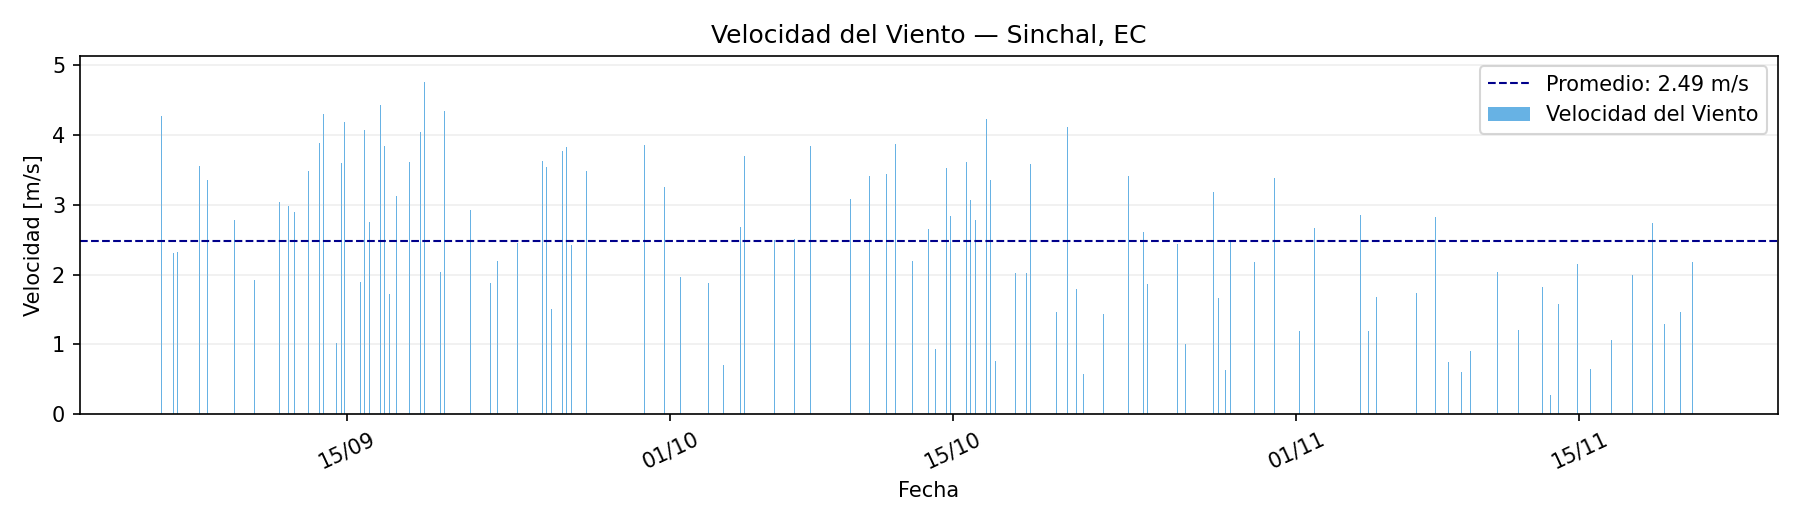 Velocidad del Viento — Sinchal, EC
Promedio: 2.49 m/s
Velocidad del Viento
Velocidad [m/s]
5
4
3
2
1
0
15/09
01/10
15/10
01/11
15/11
Fecha